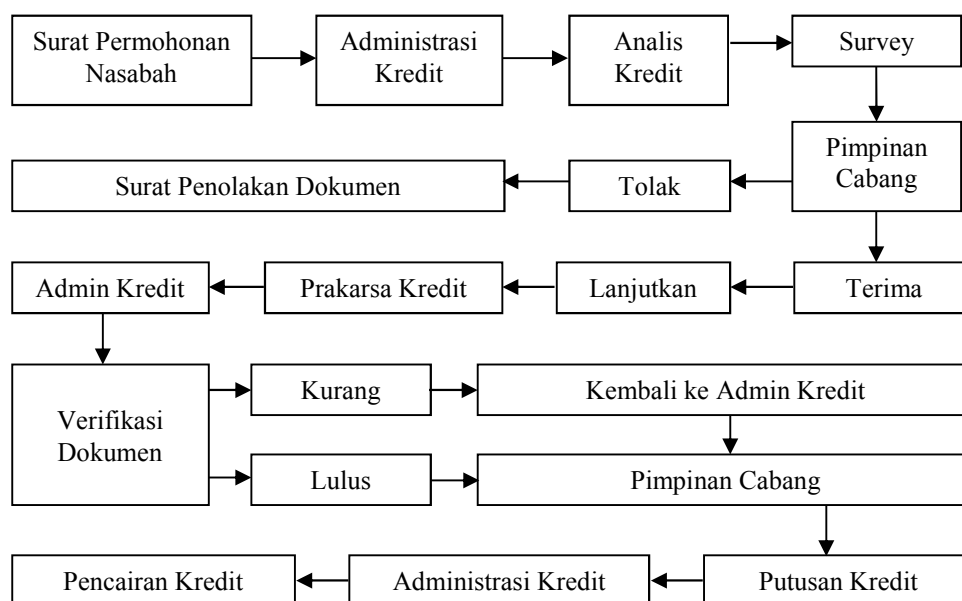 Surat Permohonan
Nasabah
Administrasi
Kredit
Analis
Kredit
Survey
Pimpinan
Cabang
Tolak
Surat Penolakan Dokumen
Terima
Lanjutkan
Prakarsa Kredit
Admin Kredit
Verifikasi
Dokumen
Kurang
Kembali ke Admin Kredit
Lulus
Pimpinan Cabang
Putusan Kredit
Administrasi Kredit
Pencairan Kredit